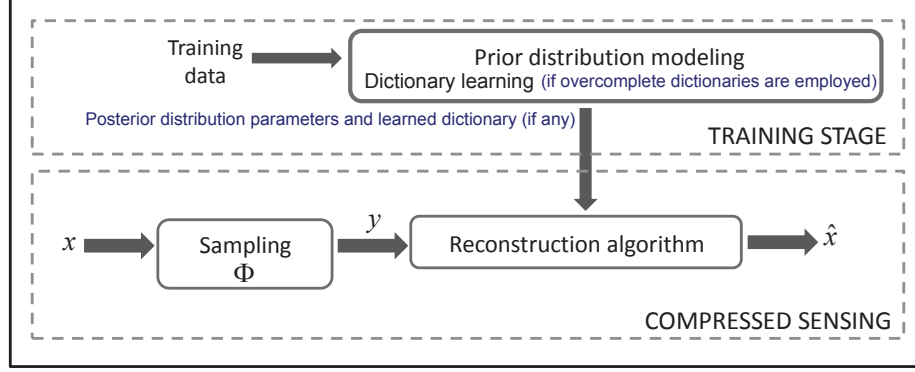 Training
data
Prior distribution modeling
Dictionary learning (if overcomplete dictionaries are employed)
Posterior distribution parameters and learned dictionary (if any)
TRAINING STAGE
x
Sampling
Φ
y
Reconstruction algorithm
x̂
COMPRESSED SENSING